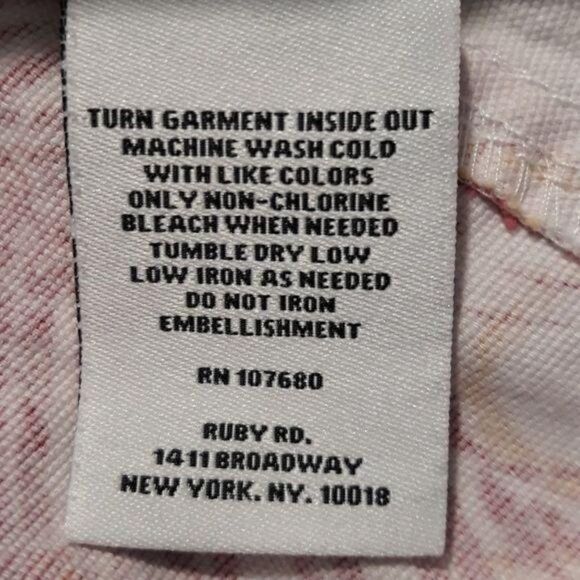 TURN GARMENT INSIDE OUT
MACHINE WASH COLD
WITH LIKE COLORS
ONLY NON-CHLORINE
BLEACH WHEN NEEDED
TUMBLE DRY LOW
LOW IRON AS NEEDED
DO NOT IRON
EMBELLISHMENT
RN 107680
RUBY RD.
1411 BROADWAY
NEW YORK. NY. 10018